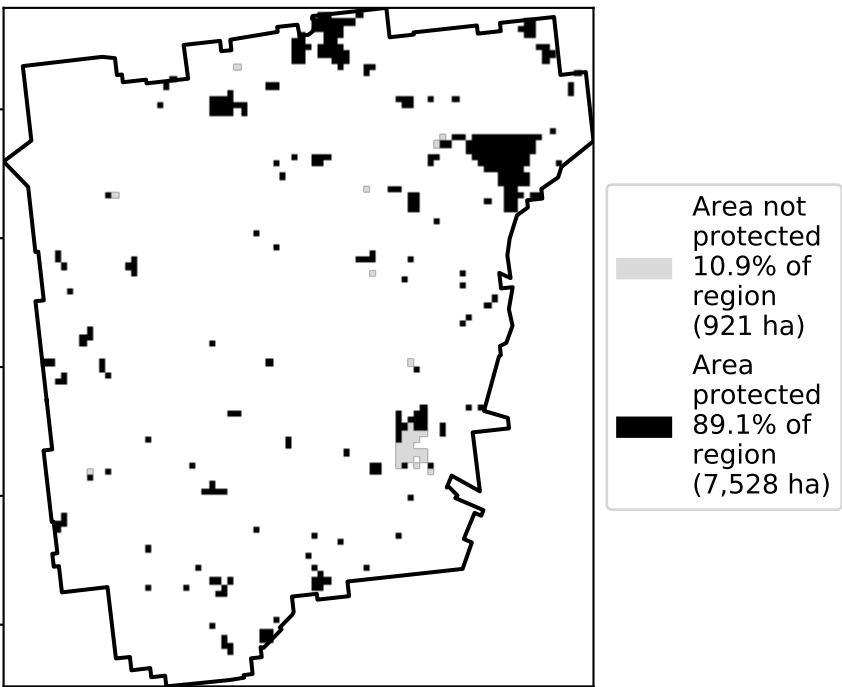 Area not
protected
10.9% of
region
(921 ha)
Area
protected
89.1% of
region
(7,528 ha)